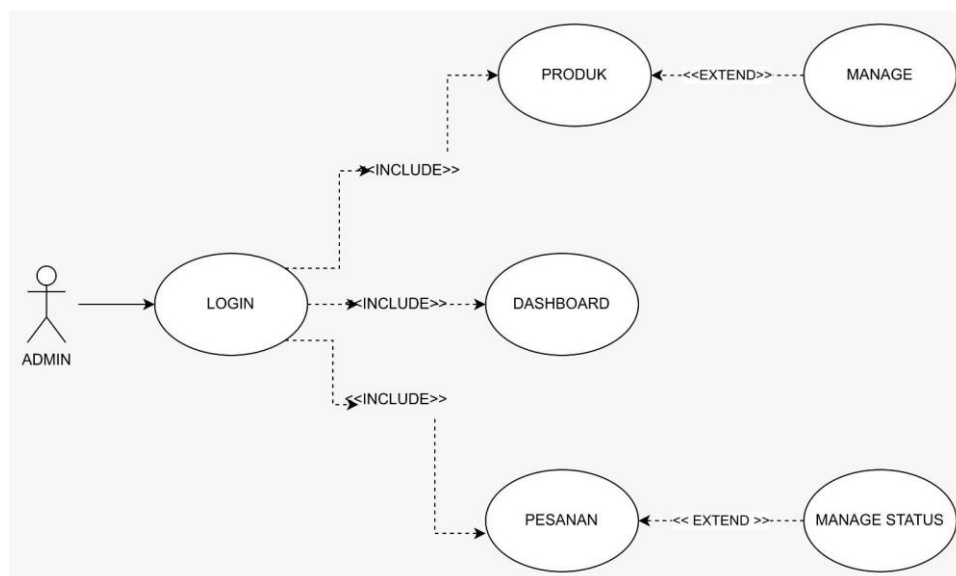 PRODUK
<<EXTEND>>
MANAGE
<<INCLUDE>>
LOGIN
<<INCLUDE>>
DASHBOARD
ADMIN
<<INCLUDE>>
PESANAN
<< EXTEND >>
MANAGE STATUS